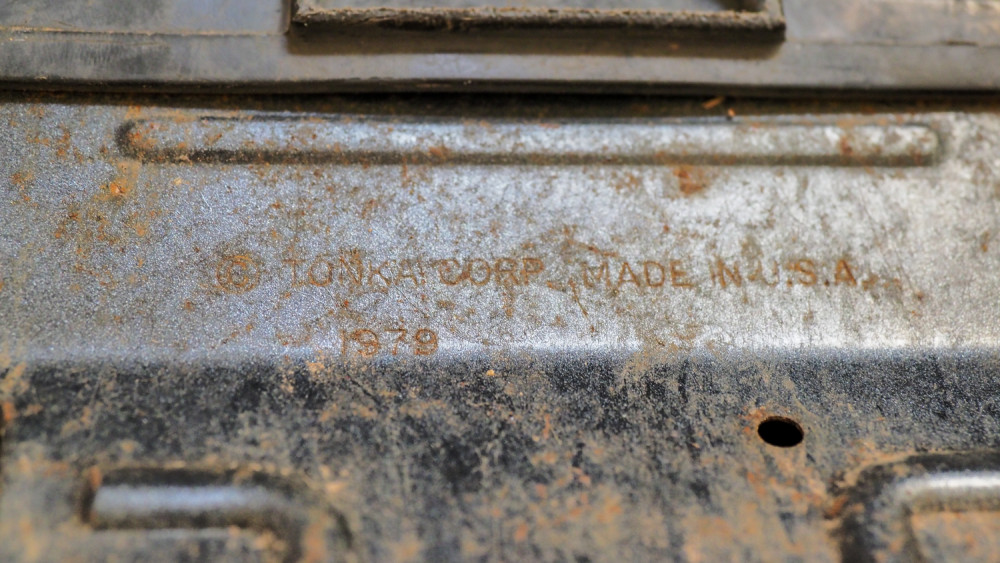 © TONKA CORP. MADE IN U.S.A.
1979